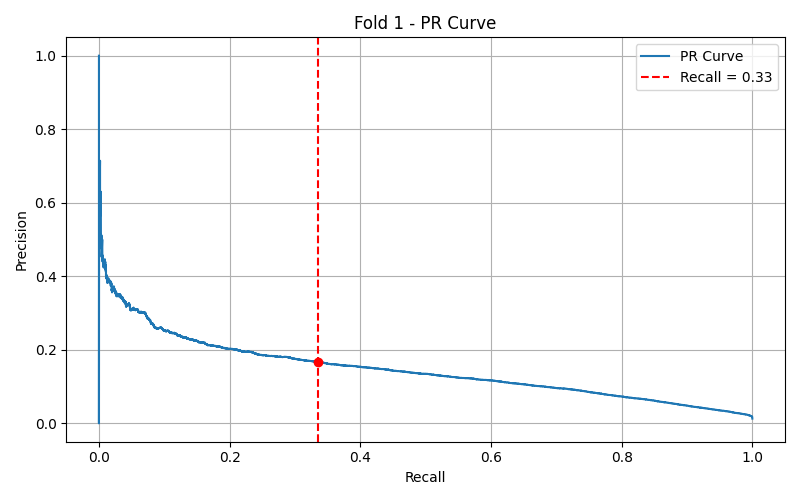 Fold 1 - PR Curve
PR Curve
Recall = 0.33
1.0
0.8
0.6
0.4
0.2
0.0
Precision
0.0 0.2 0.4 0.6 0.8 1.0
Recall